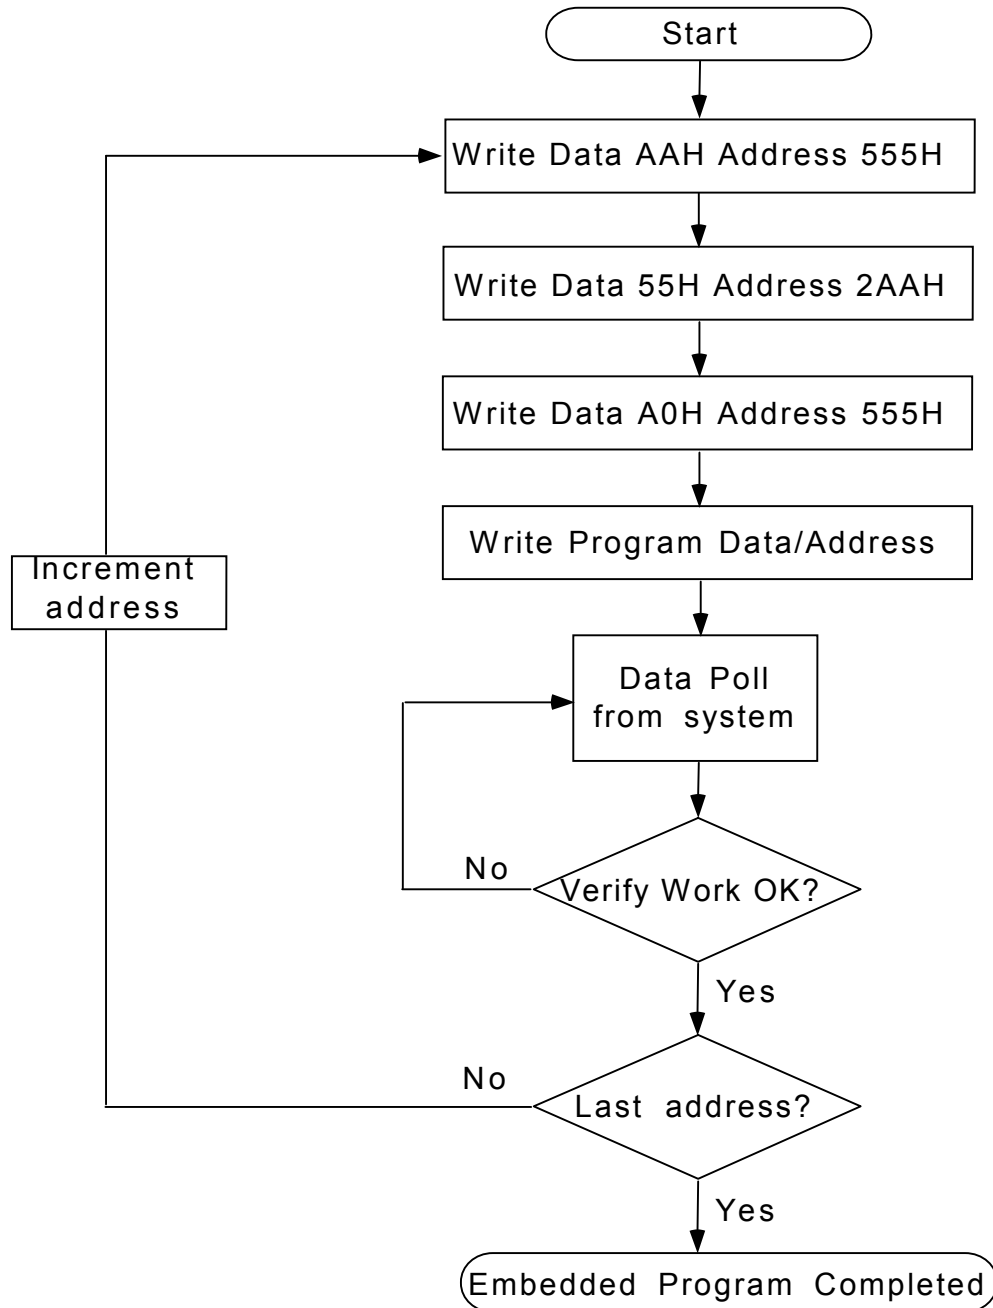 Start
Write Data AAH Address 555H
Write Data 55H Address 2AAH
Write Data A0H Address 555H
Write Program Data/Address
Increment
address
Data Poll
from system
No
Verify Work OK?
Yes
No
Last address?
Yes
Embedded Program Completed